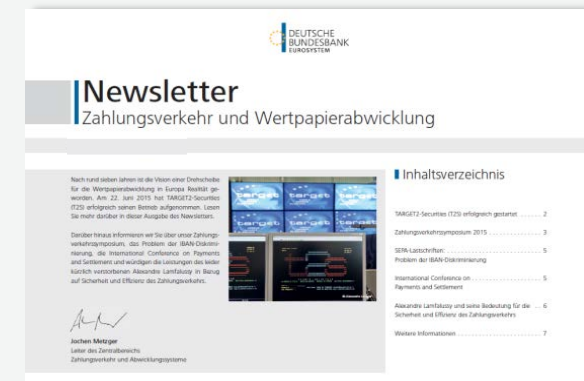 DEUTSCHE
BUNDESBANK
EUROSYSTEM
Newsletter
Zahlungsverkehr und Wertpapierabwicklung
Nach rund sieben Jahren ist die Vision einer Drehscheibe
für die Wertpapierabwicklung in Europa Realität ge-
worden. Am 22. Juni 2015 hat TARGET2-Securities
(T2S) erfolgreich seinen Betrieb aufgenommen. Lesen
Sie mehr darüber in dieser Ausgabe des Newsletters.
Darüber hinaus informieren wir Sie über unser Zahlungs-
verkehrssymposium, das Problem der IBAN-Diskrimi-
nierung, die International Conference on Payments
and Settlement und würdigen die Leistungen des leider
kürzlich verstorbenen Alexandre Lamfalussy in Bezug
auf Sicherheit und Effizienz des Zahlungsverkehrs.
Jochen Metzger
Leiter des Zentralbereichs
Zahlungsverkehr und Abwicklungssysteme
target target target
target target target
Inhaltsverzeichnis
TARGET2-Securities (T2S) erfolgreich gestartet ....... 2
Zahlungsverkehrssymposium 2015 ............... 3
SEPA-Lastschriften: ........................... 5
Problem der IBAN-Diskriminierung
International Conference on .................... 5
Payments and Settlement
Alexandre Lamfalussy und seine Bedeutung für die ... 6
Sicherheit und Effizienz des Zahlungsverkehrs
Weitere Informationen ......................... 7